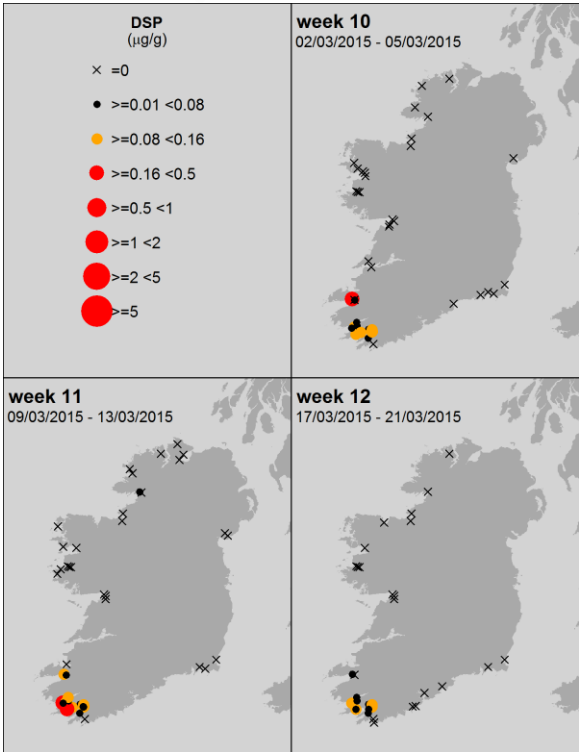 DSP
(µg/g)
=0
>=0.01 <0.08
>=0.08 <0.16
>=0.16 <0.5
>=0.5 <1
>=1 <2
>=2 <5
>=5
week 10
02/03/2015 - 05/03/2015
week 11
09/03/2015 - 13/03/2015
week 12
17/03/2015 - 21/03/2015